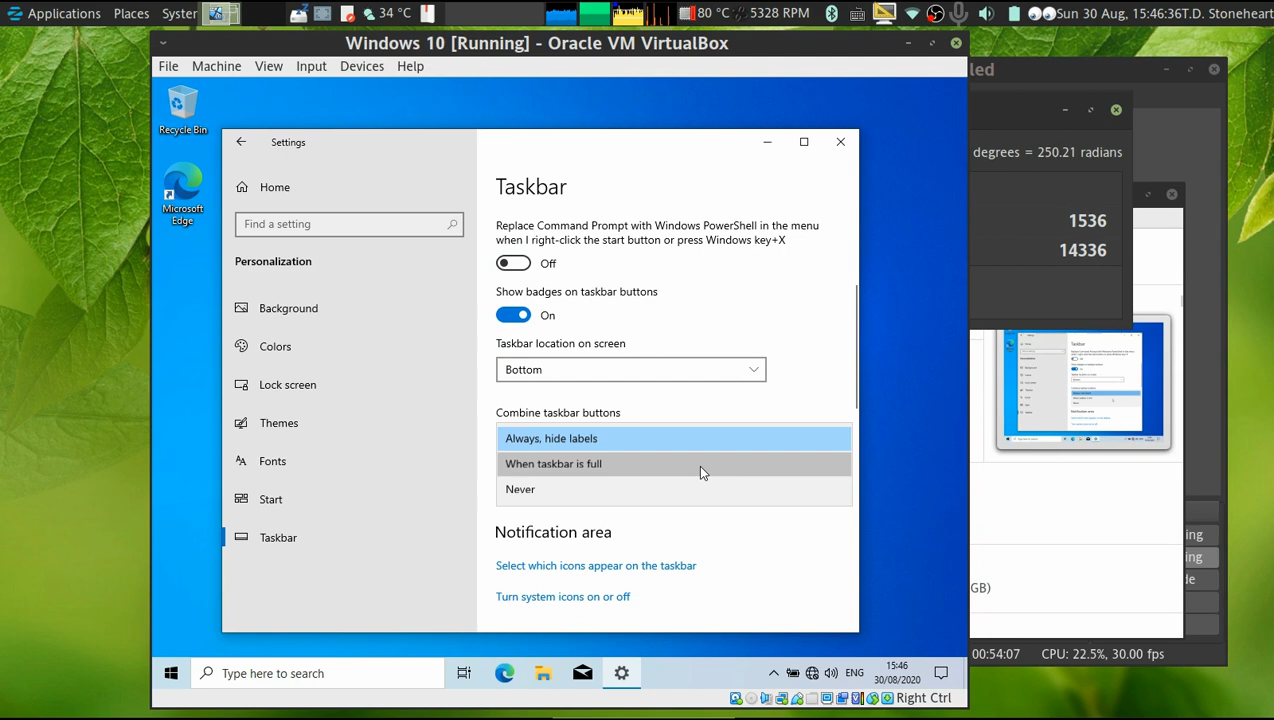 Applications Places System 34 °C 80 °C 5328 RPM Sun 30 Aug, 15:46:36 T.D. Stoneheart
Windows 10 [Running] - Oracle VM VirtualBox
File Machine View Input Devices Help
Recycle Bin
Microsoft
Edge
Settings
Home
Find a setting
Personalization
Background
Colors
Lock screen
Themes
Fonts
Start
Taskbar
Taskbar
Replace Command Prompt with Windows PowerShell in the menu
when I right-click the start button or press Windows key+X
Off
Show badges on taskbar buttons
On
Taskbar location on screen
Bottom
Combine taskbar buttons
Always, hide labels
When taskbar is full
Never
Notification area
Select which icons appear on the taskbar
Turn system icons on or off
led
degrees = 250.21 radians
1536
14336
ing
ing
de
GB)
00:54:07 CPU: 22.5%, 30.00 fps
Type here to search
ENG
15:46
30/08/2020
Right Ctrl